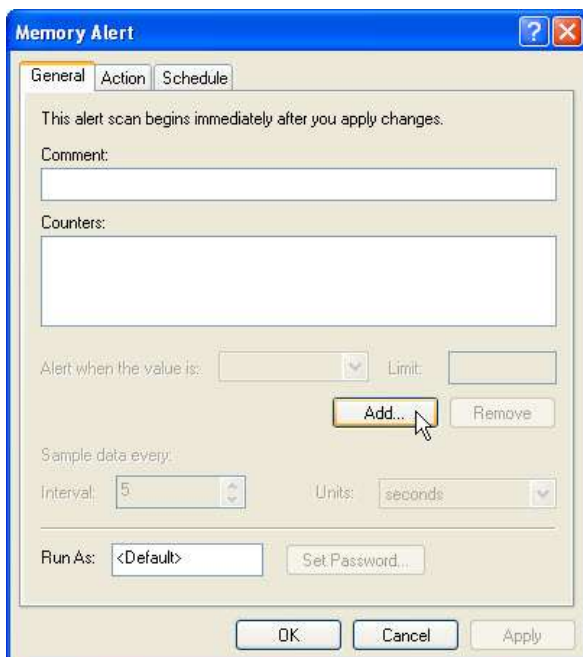 Memory Alert
General Action Schedule
This alert scan begins immediately after you apply changes.
Comment:
Counters:
Alert when the value is: Limit:
Add... Remove
Sample data every:
Interval: 5 Units: seconds
Run As: <Default> Set Password...
OK Cancel Apply